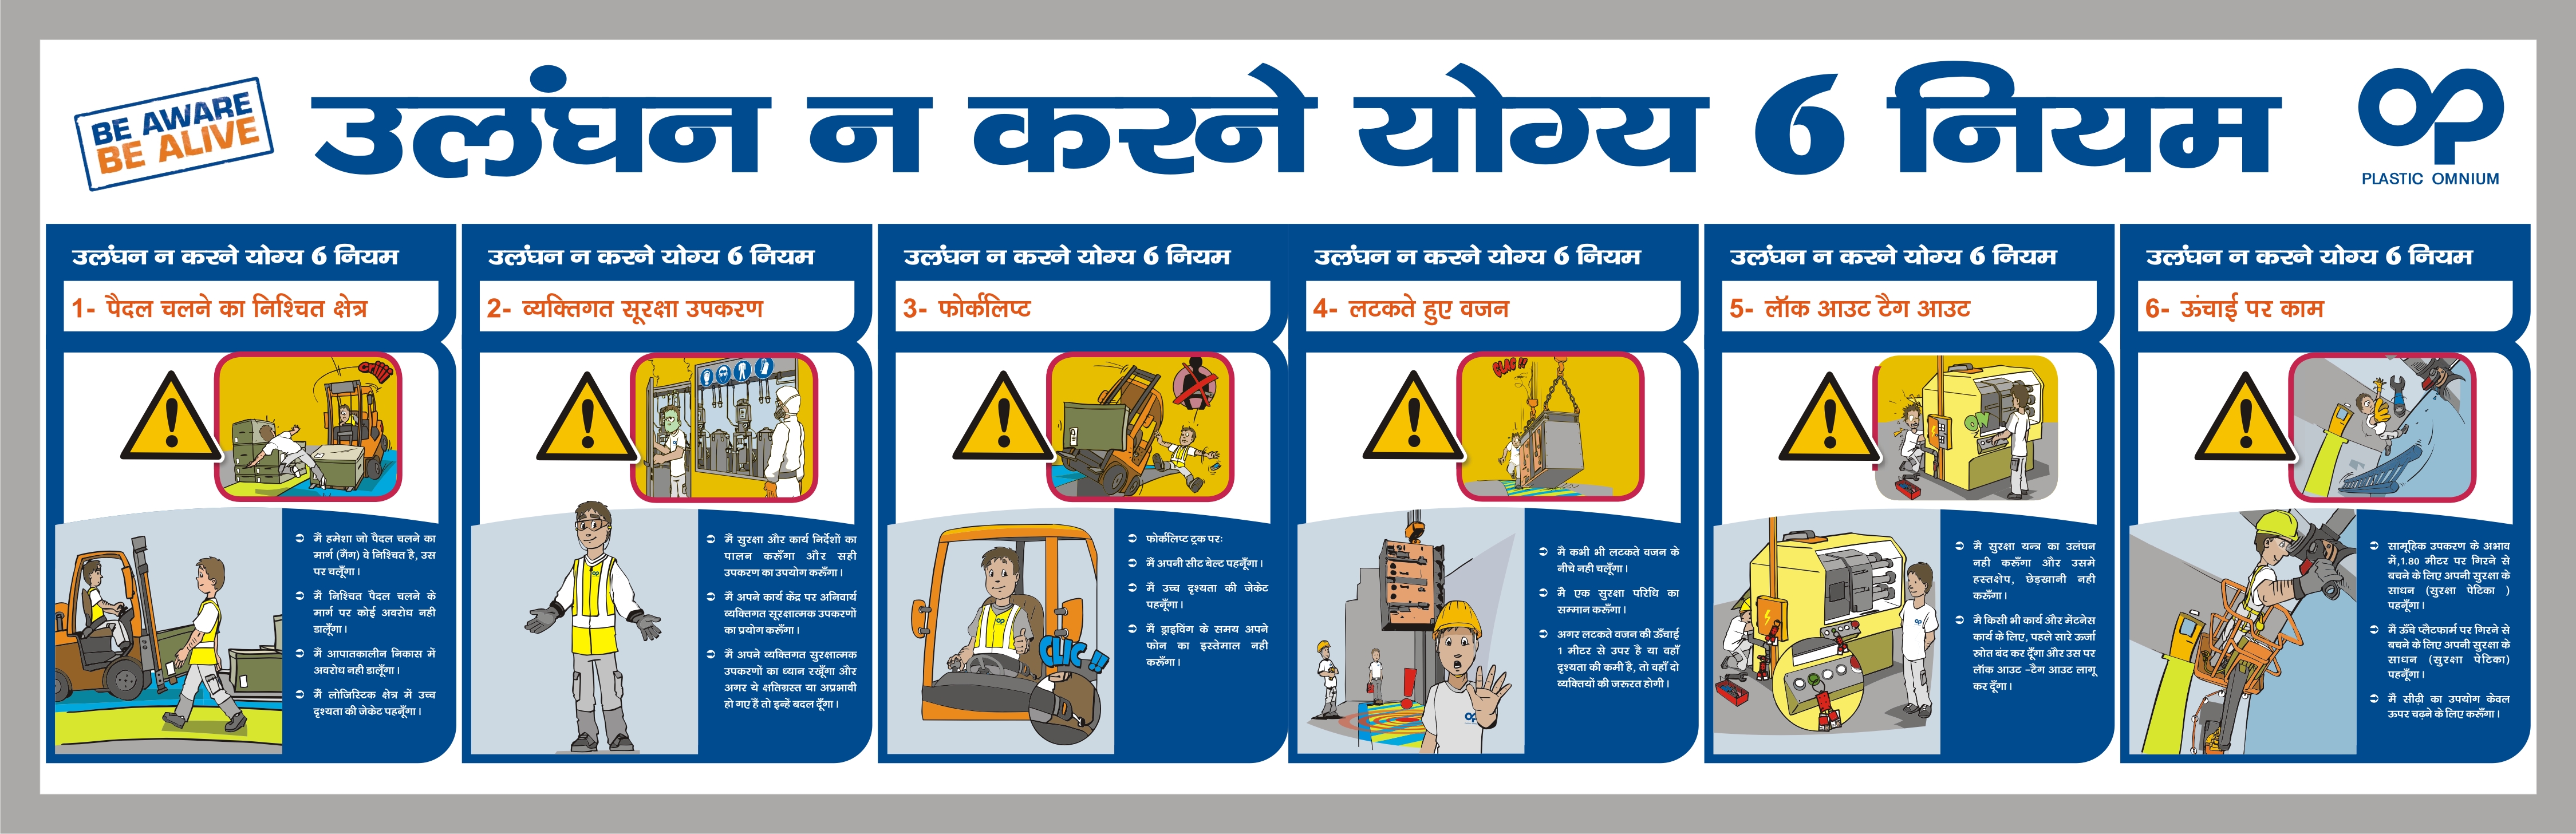 BE AWARE
BE ALIVE
उलंघन न करने योग्य 6 नियम
PLASTIC OMNIUM
उलंघन न करने योग्य 6 नियम
1- पैदल चलने का निश्चित क्षेत्र
Criiii
मैं हमेशा जो पैदल चलने का
मार्ग (गैंग) वे निश्चित है, उस
पर चलूँगा ।
मैं निश्चित पैदल चलने के
मार्ग पर कोई अवरोध नही
डालूँगा ।
मैं आपातकालीन निकास में
अवरोध नही डालूँगा ।
मैं लोजिस्टिक क्षेत्र में उच्च
दृश्यता की जेकेट पहनूँगा ।
उलंघन न करने योग्य 6 नियम
2- व्यक्तिगत सूरक्षा उपकरण
मैं सुरक्षा और कार्य निर्देशों का
पालन करूँगा और सही
उपकरण का उपयोग करूँगा ।
मैं अपने कार्य केंद्र पर अनिवार्य
व्यक्तिगत सुरक्षात्मक उपकरणों
का प्रयोग करूँगा ।
मैं अपने व्यक्तिगत सुरक्षात्मक
उपकरणों का ध्यान रखूँगा और
अगर ये क्षतिग्रस्त या अप्रभावी
हो गए हैं तो इन्हें बदल दूँगा ।
उलंघन न करने योग्य 6 नियम
3- फोर्कलिप्ट
फोर्कलिप्ट ट्रक परः
मैं अपनी सीट बेल्ट पहनूँगा ।
मैं उच्च दृश्यता की जेकेट
पहनूँगा ।
मैं ड्राइविंग के समय अपने
फोन का इस्तेमाल नही
करूँगा ।
CLIC !!
उलंघन न करने योग्य 6 नियम
4- लटकते हुए वजन
CLAC !!
मै कभी भी लटकते वजन के
नीचे नही चलूँगा ।
मै एक सुरक्षा परिधि का
सम्मान करूँगा ।
अगर लटकते वजन की ऊँचाई
1 मीटर से उपर है या वहाँ
दृश्यता की कमी है, तो वहाँ दो
व्यक्तियों की जरूरत होगी ।
उलंघन न करने योग्य 6 नियम
5- लॉक आउट टैग आउट
ON
मै सुरक्षा यन्त्र का उलंघन
नही करूँगा और उसमे
हस्तक्षेप, छेड़खानी नही
करूँगा ।
मै किसी भी कार्य और मेंटनेस
कार्य के लिए, पहले सारे ऊर्जा
स्रोत बंद कर दूँगा और उस पर
लॉक आउट -टैग आउट लागू
कर दूँगा ।
उलंघन न करने योग्य 6 नियम
6- ऊंचाई पर काम
सामूहिक उपकरण के अभाव
में,1.80 मीटर पर गिरने से
बचने के लिए अपनी सुरक्षा के
साधन (सुरक्षा पेटिका )
पहनूँगा ।
मैं ऊँचे प्लैटफार्म पर गिरने से
बचने के लिए अपनी सुरक्षा के
साधन (सुरक्षा पेटिका)
पहनूँगा ।
मैं सीढ़ी का उपयोग केवल
ऊपर चढ़ने के लिए करूँगा ।